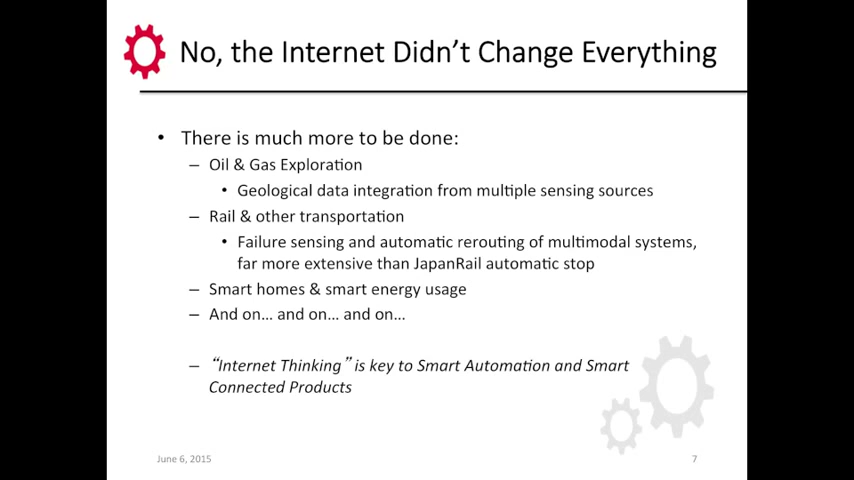 No, the Internet Didn’t Change Everything
• There is much more to be done:
– Oil & Gas Exploration
• Geological data integration from multiple sensing sources
– Rail & other transportation
• Failure sensing and automatic rerouting of multimodal systems,
far more extensive than JapanRail automatic stop
– Smart homes & smart energy usage
– And on… and on… and on…
– “Internet Thinking” is key to Smart Automation and Smart
Connected Products
June 6, 2015
7